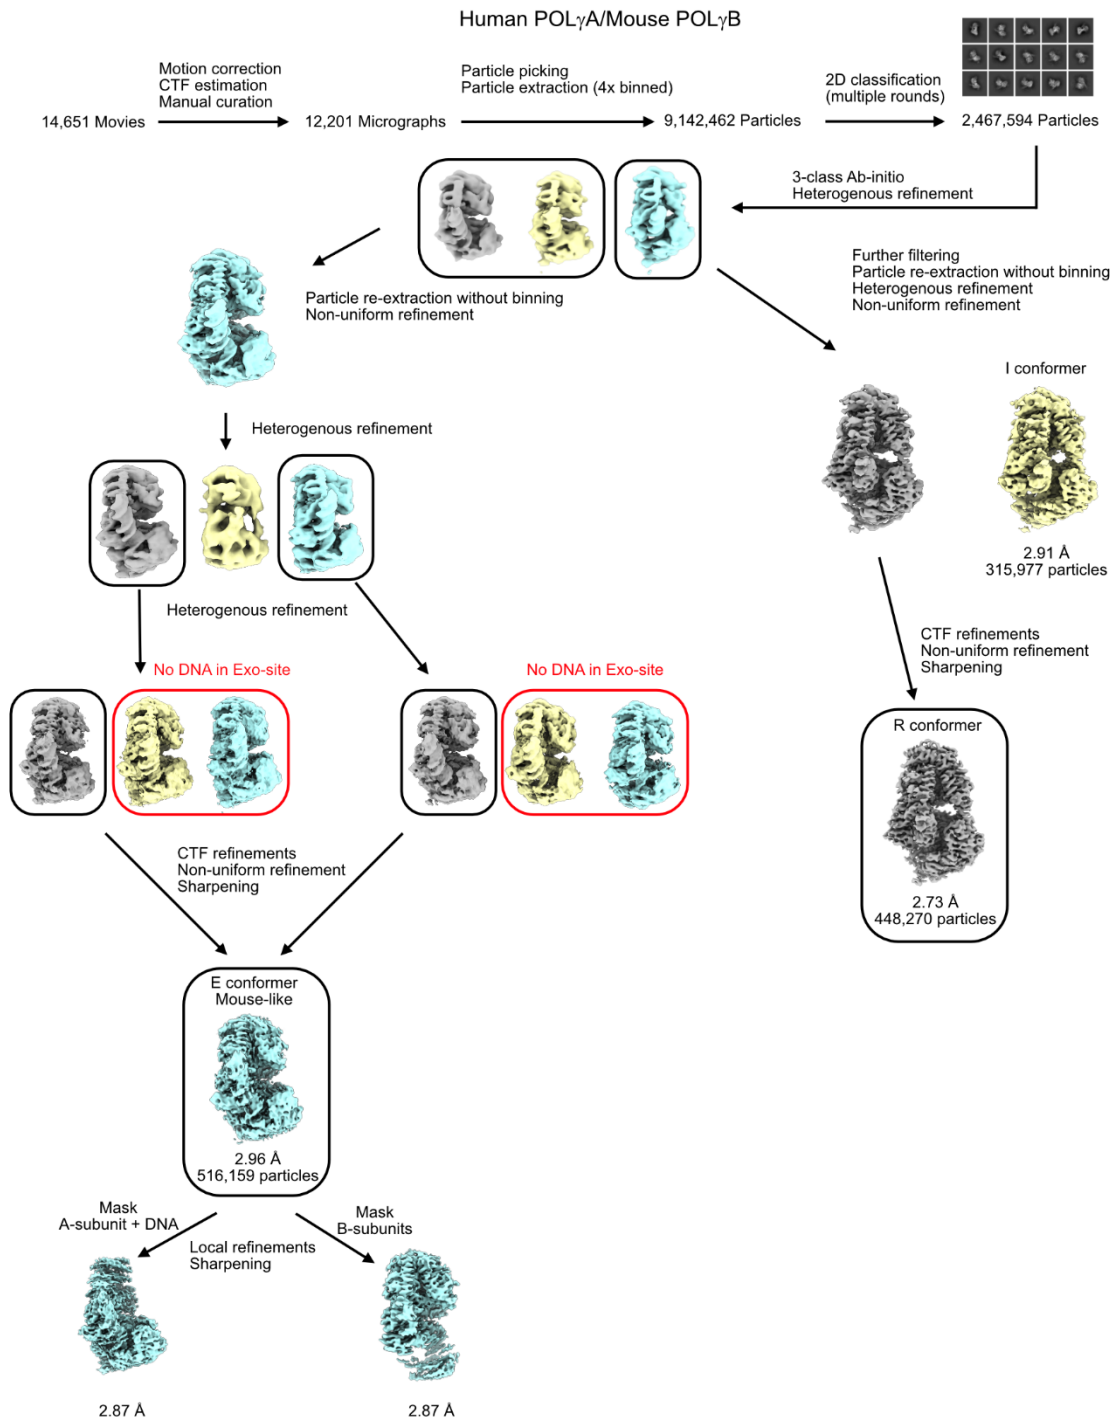 Human POLγA/Mouse POLγB
Motion correction
CTF estimation
Manual curation
Particle picking
Particle extraction (4x binned)
2D classification
(multiple rounds)
14,651 Movies
12,201 Micrographs
9,142,462 Particles
2,467,594 Particles
3-class Ab-initio
Heterogenous refinement
Particle re-extraction without binning
Non-uniform refinement
Further filtering
Particle re-extraction without binning
Heterogenous refinement
Non-uniform refinement
I conformer
2.91 Å
315,977 particles
Heterogenous refinement
Heterogenous refinement
No DNA in Exo-site
No DNA in Exo-site
CTF refinements
Non-uniform refinement
Sharpening
R conformer
2.73 Å
448,270 particles
CTF refinements
Non-uniform refinement
Sharpening
E conformer
Mouse-like
2.96 Å
516,159 particles
Mask
A-subunit + DNA
Mask
B-subunits
Local refinements
Sharpening
2.87 Å
2.87 Å